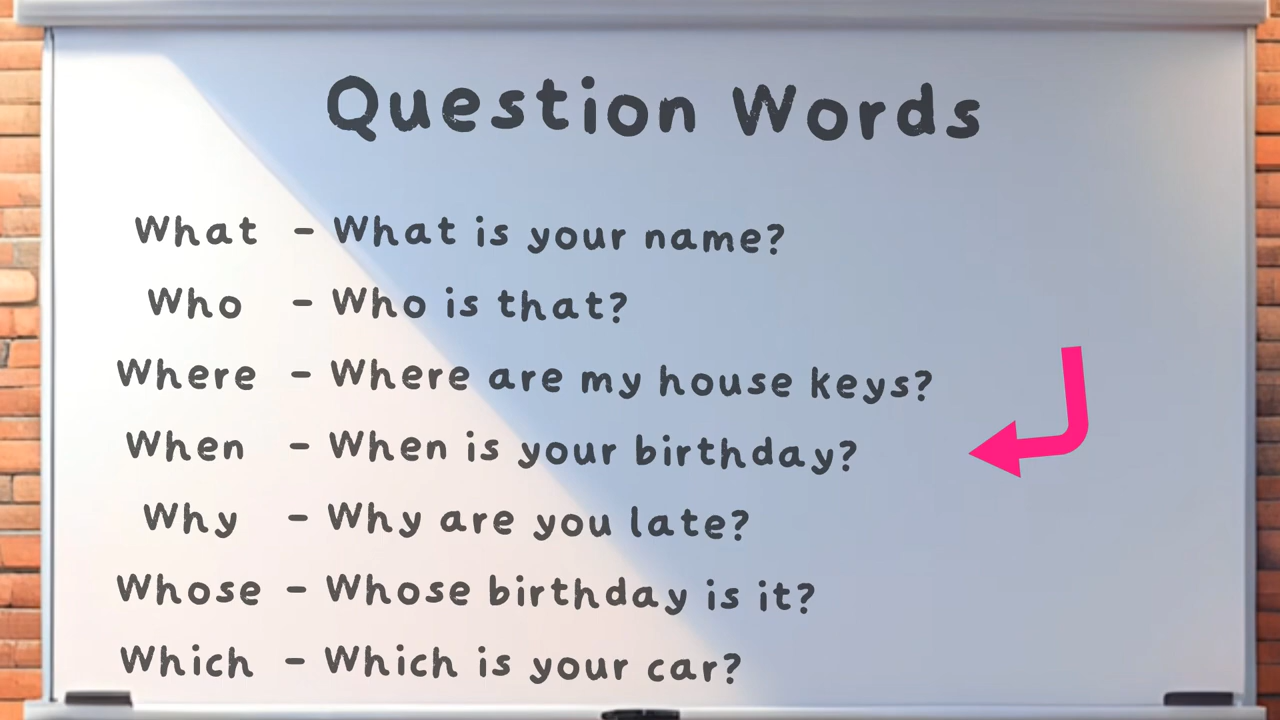 Question Words
What - What is your name?
Who - Who is that?
Where - Where are my house keys?
When - When is your birthday?
Why - Why are you late?
Whose - Whose birthday is it?
Which - Which is your car?